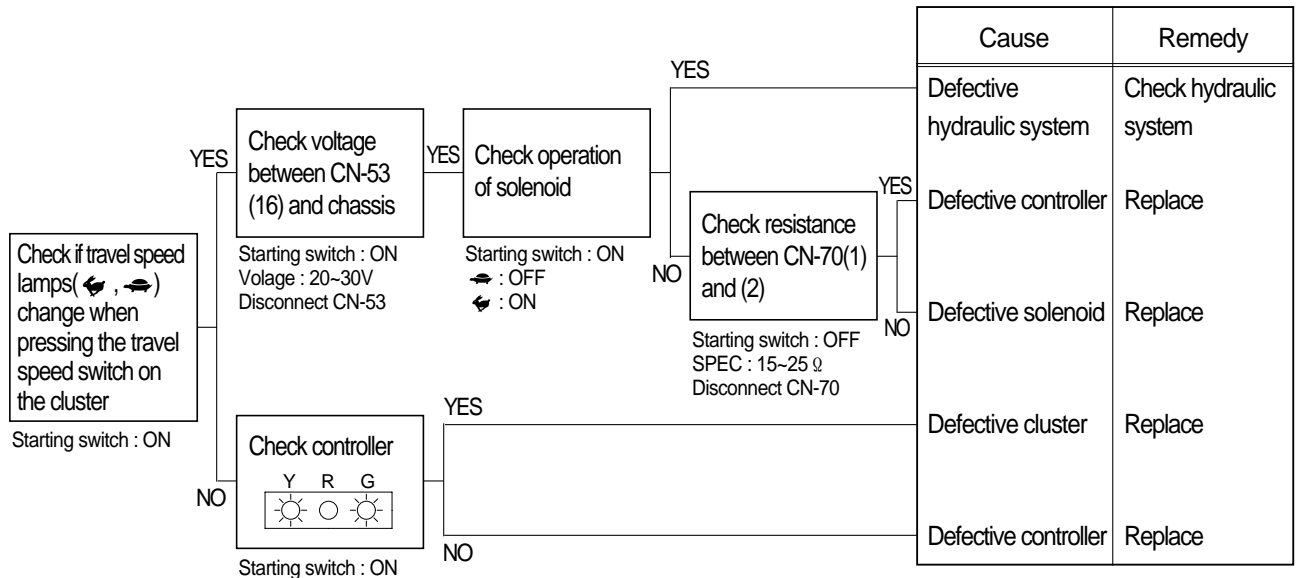 Check if travel speed
lamps( , )
change when
pressing the travel
speed switch on
the cluster
Starting switch : ON
YES
Check voltage
between CN-53
(16) and chassis
Starting switch : ON
Volage : 20~30V
Disconnect CN-53
YES
Check operation
of solenoid
Starting switch : ON
: OFF
: ON
YES
NO
Check resistance
between CN-70(1)
and (2)
Starting switch : OFF
SPEC : 15~25 Ω
Disconnect CN-70
YES
NO
NO
Check controller
Y R G
Starting switch : ON
YES
NO
Cause Remedy
Defective Check hydraulic
hydraulic system system
Defective controller Replace
Defective solenoid Replace
Defective cluster Replace
Defective controller Replace